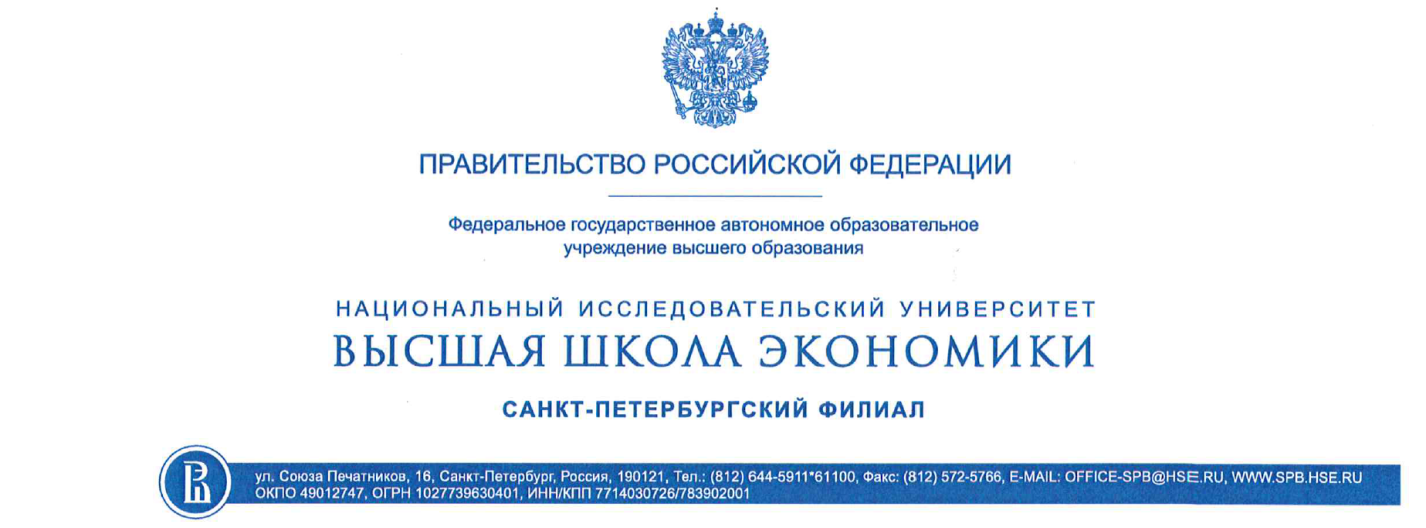 ПРАВИТЕЛЬСТВО РОССИЙСКОЙ ФЕДЕРАЦИИ
Федеральное государственное автономное образовательное
учреждение высшего образования
НАЦИОНАЛЬНЫЙ ИССЛЕДОВАТЕЛЬСКИЙ УНИВЕРСИТЕТ
ВЫСШАЯ ШКОЛА ЭКОНОМИКИ
САНКТ-ПЕТЕРБУРГСКИЙ ФИЛИАЛ
ул. Союза Печатников, 16, Санкт-Петербург, Россия, 190121, Тел.: (812) 644-5911*61100, Факс: (812) 572-5766, E-MAIL: OFFICE-SPB@HSE.RU, WWW.SPB.HSE.RU
ОКПО 49012747, ОГРН 1027739630401, ИНН/КПП 7714030726/783902001